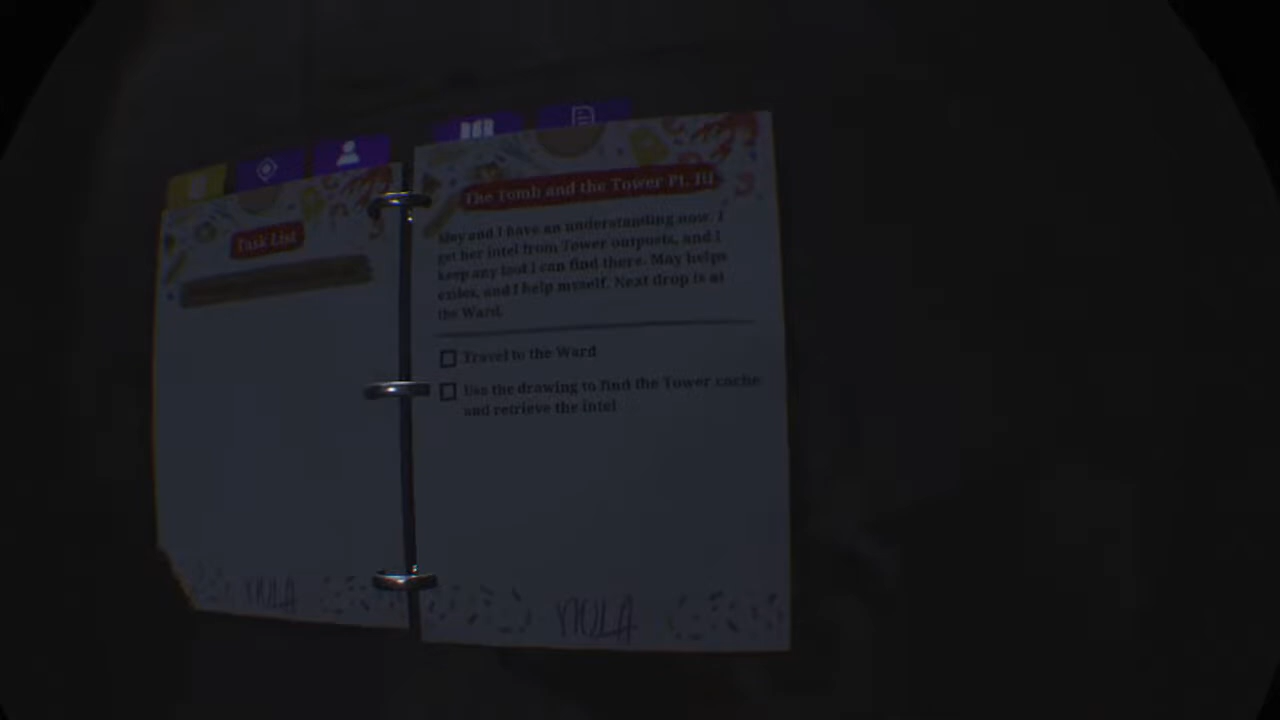 Task List
NOLA
The Tomb and the Tower Pt. III
May and I have an understanding now. I
get her intel from Tower outposts, and I
keep any loot I can find there. May helps
exiles, and I help myself. Next drop is at
the Ward.
Travel to the Ward
Use the drawing to find the Tower cache
and retrieve the intel
NOLA